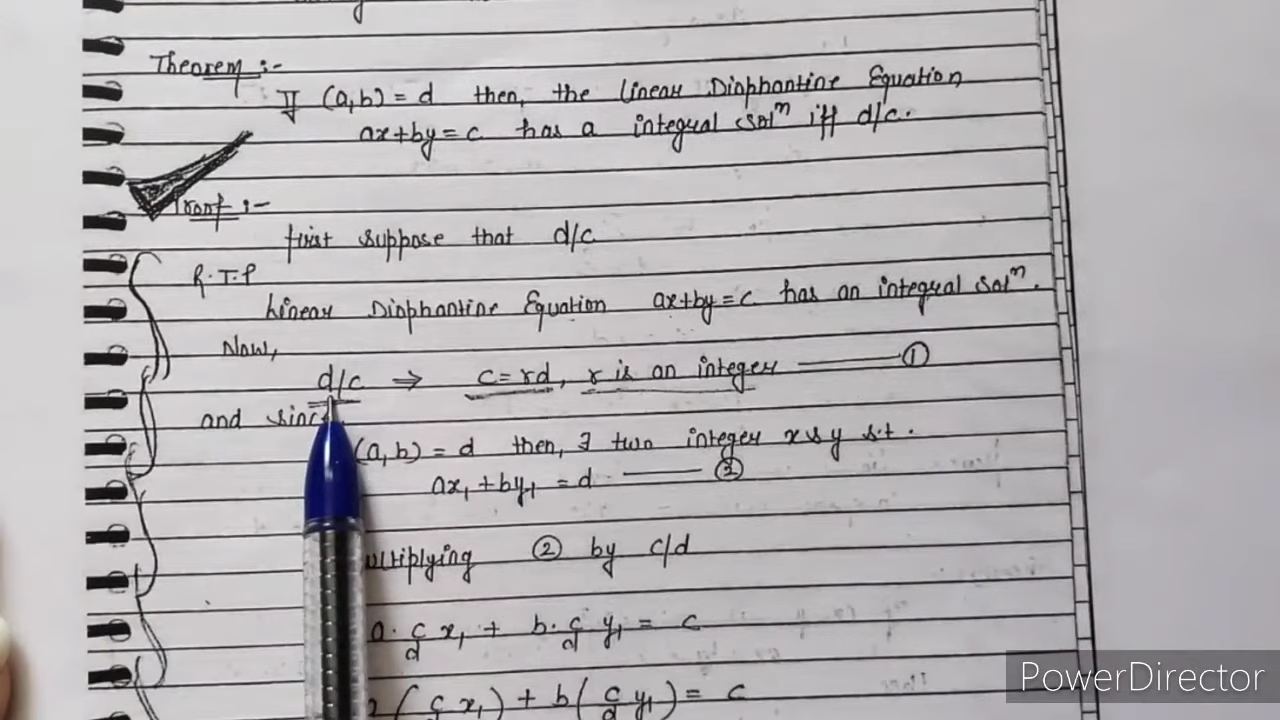 Theorem :-
If (a,b) = d then, the linear Diophantine Equation
ax+by = c has a integral solⁿ iff d/c.
Proof :-
first suppose that d/c
R.T.P
Linear Diophantine Equation ax+by=c has an integral solⁿ.
Now,
d/c ⇒ c = rd, r is an integer —— ①
and since
(a,b) = d then, ∃ two integer x & y s.t.
ax₁ + by₁ = d —— ②
ultiplying ② by c/d
a. c/d x₁ + b. c/d y₁ = c
(c/d x₁) + b(c/d y₁) = c
PowerDirector